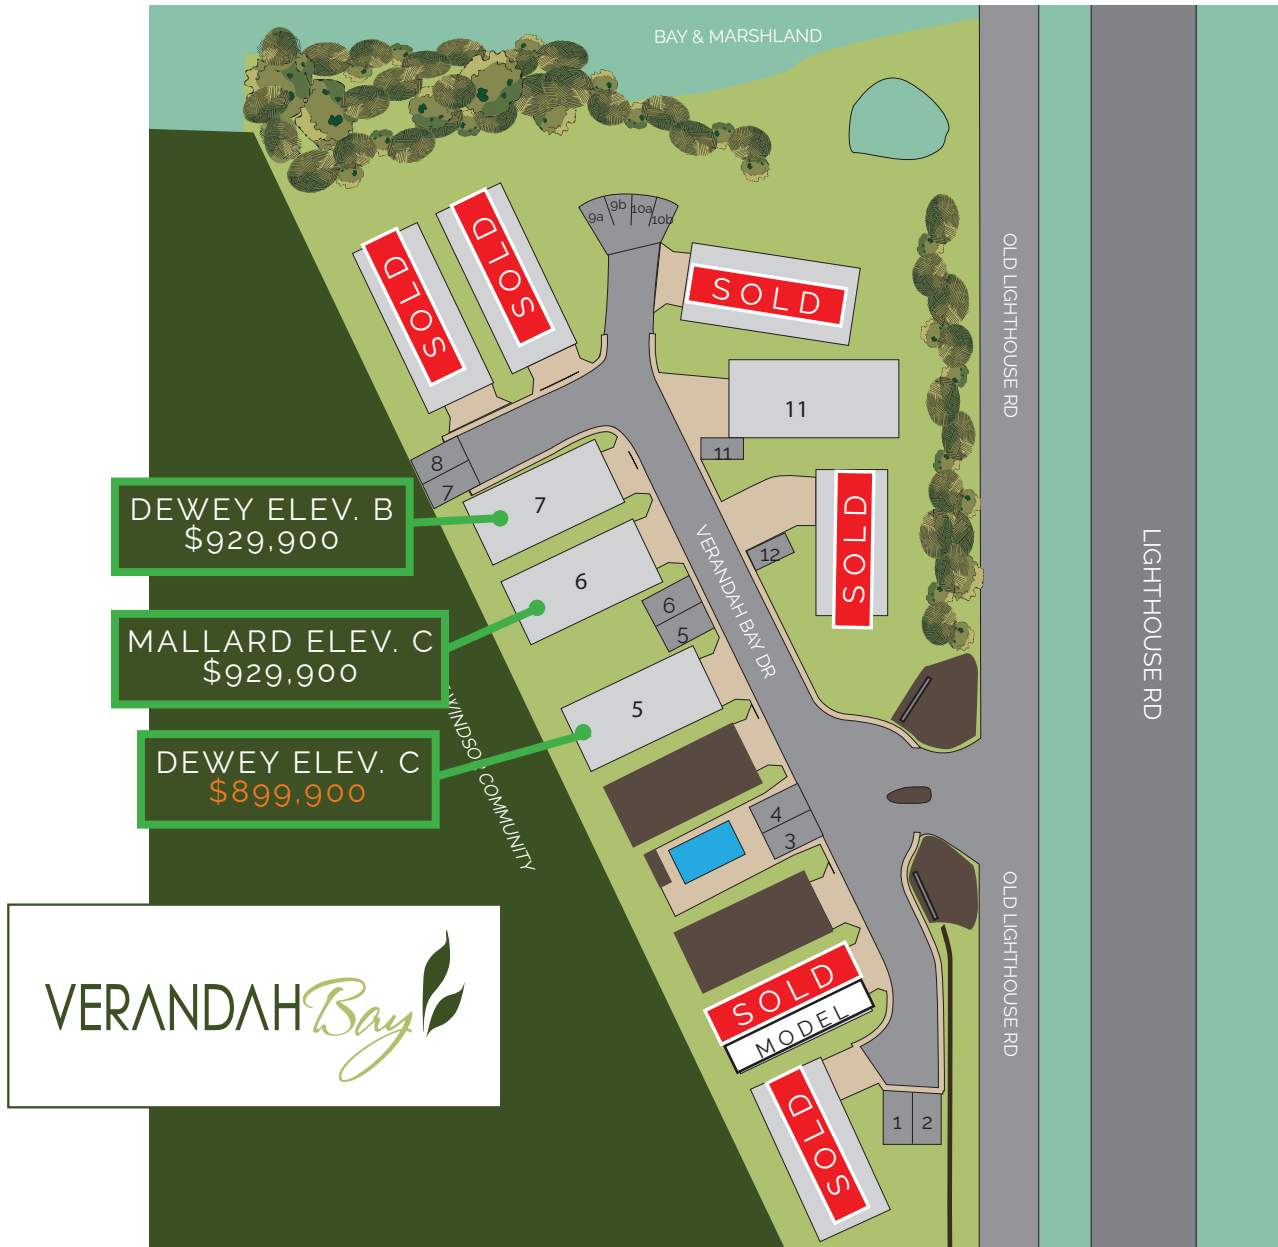 BAY & MARSHLAND
9a
9b
10a
10b
SOLD
SOLD
SOLD
OLD LIGHTHOUSE RD
11
11
8
7
7
DEWEY ELEV. B
$929,900
SOLD
12
6
6
5
VERANDAH BAY DR
LIGHTHOUSE RD
MALLARD ELEV. C
$929,900
5
WINDSOR COMMUNITY
DEWEY ELEV. C
$899,900
4
3
OLD LIGHTHOUSE RD
VERANDAH Bay
SOLD
MODEL
SOLD
1
2